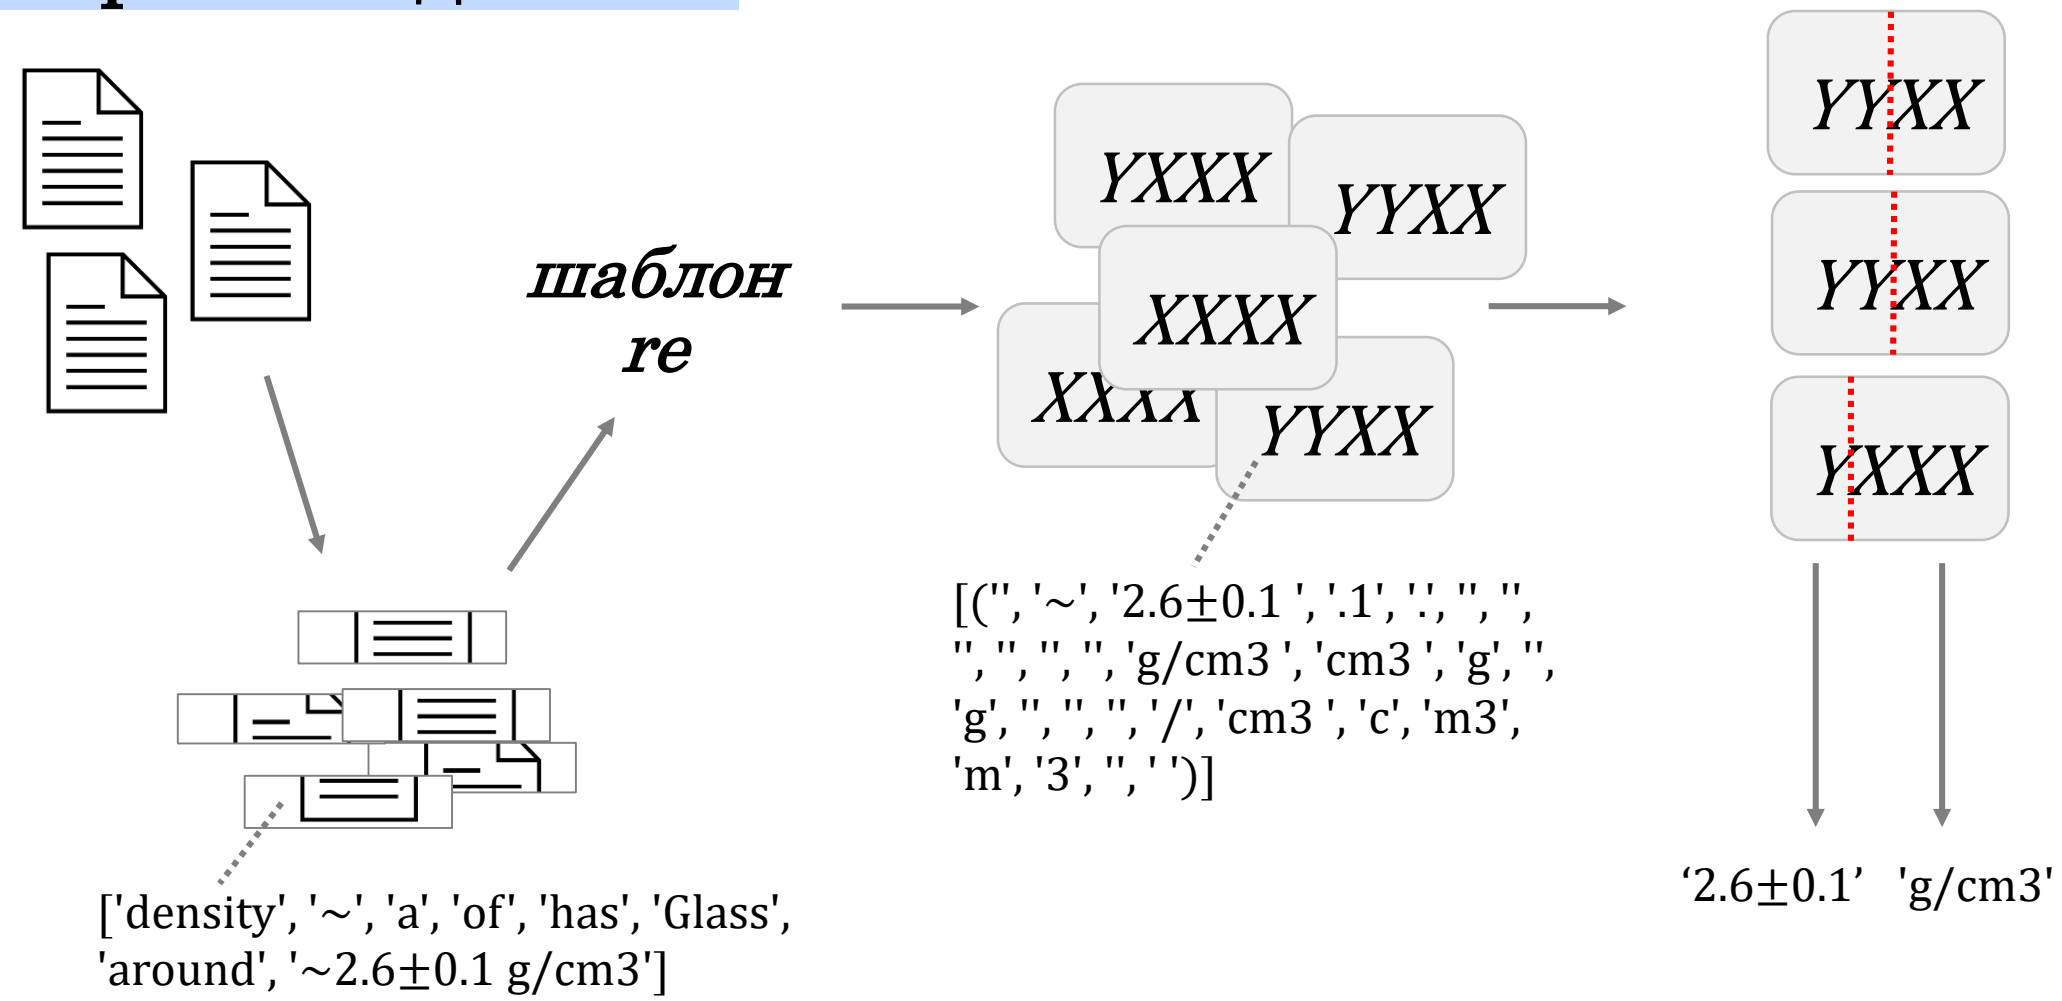 шаблон
re
YXXX
YYXX
XXXX
XXXX
YYXX
YYXX
YYXX
YXXX
['density', '~', 'a', 'of', 'has', 'Glass',
'around', '~2.6±0.1 g/cm3']
[('', '~', '2.6±0.1 ', '.1', '.', '', '',
'', '', '', '', 'g/cm3 ', 'cm3 ', 'g', '',
'g', '', '', '', '/', 'cm3 ', 'c', 'm3',
'm', '3', '', ' ')]
‘2.6±0.1’ 'g/cm3'